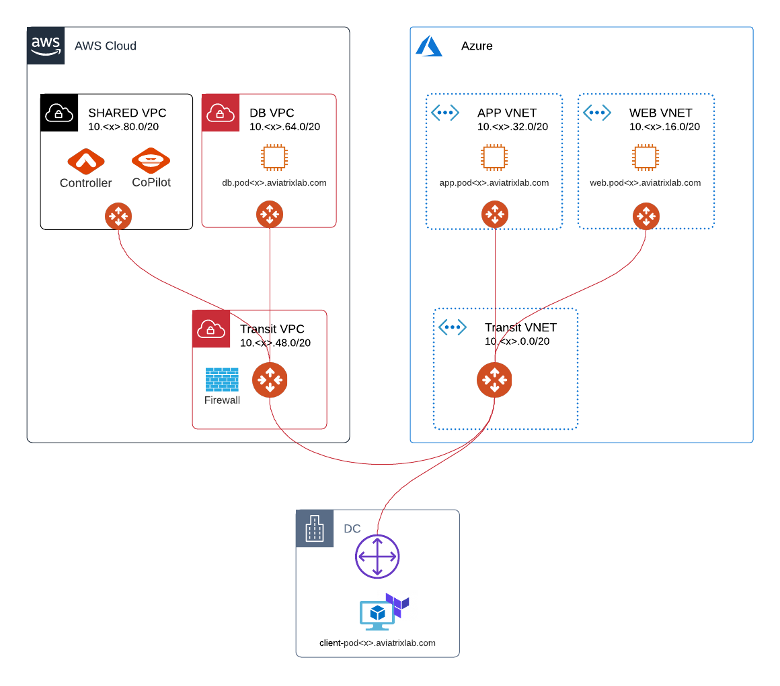 aws
AWS Cloud
SHARED VPC
10.<x>.80.0/20
Controller
CoPilot
DB VPC
10.<x>.64.0/20
db.pod<x>.aviatrixlab.com
Transit VPC
10.<x>.48.0/20
Firewall
Azure
APP VNET
10.<x>.32.0/20
app.pod<x>.aviatrixlab.com
WEB VNET
10.<x>.16.0/20
web.pod<x>.aviatrixlab.com
Transit VNET
10.<x>.0.0/20
DC
client-pod<x>.aviatrixlab.com